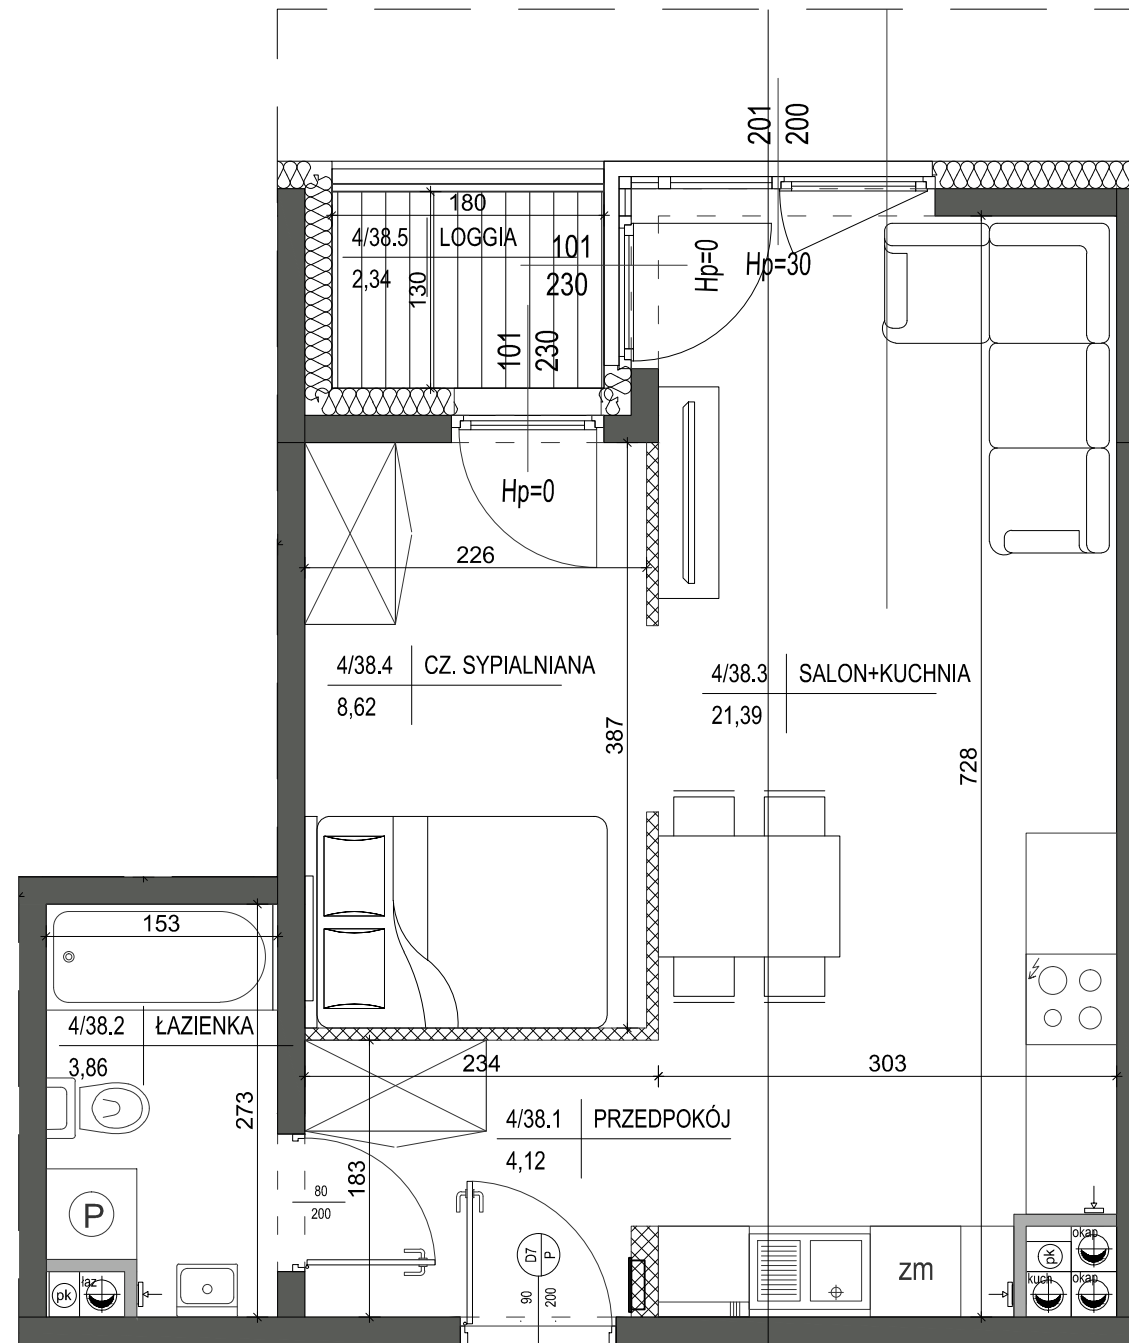 201
200
180
4/38.5 LOGGIA
2,34
130
101
230
Hp=0
Hp=30
101
230
Hp=0
226
4/38.4 CZ. SYPIALNIANA
8,62
4/38.3 SALON+KUCHNIA
21,39
387
728
153
4/38.2 ŁAZIENKA
3,86
273
234
303
4/38.1 PRZEDPOKÓJ
4,12
183
80
200
P
D7
P
90
200
zm
pk
łaz
okap
pk
kuch
okap